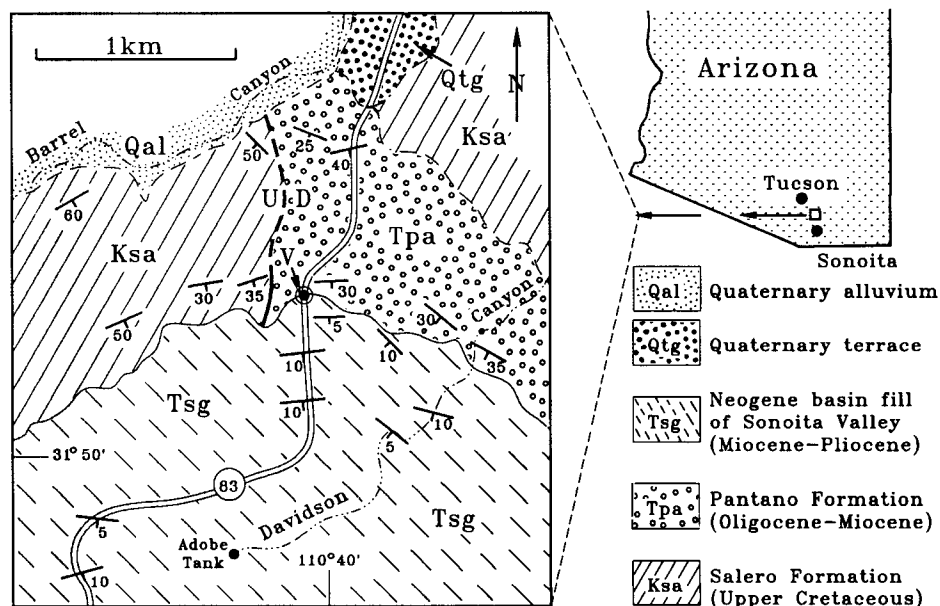 1km
N
Barrel
Canyon
Qal
Qtg
Ksa
50
25
40
60
U D
Tpa
Ksa
V
30
35
30
50
5
30
Canyon
10
10
35
Tsg
10
10
5
31° 50'
83
Davidson
Tsg
5
Adobe
Tank
110° 40'
10
Arizona
Tucson
Sonoita
Qal Quaternary alluvium
Qtg Quaternary terrace
Tsg Neogene basin fill
of Sonoita Valley
(Miocene-Pliocene)
Tpa Pantano Formation
(Oligocene-Miocene)
Ksa Salero Formation
(Upper Cretaceous)